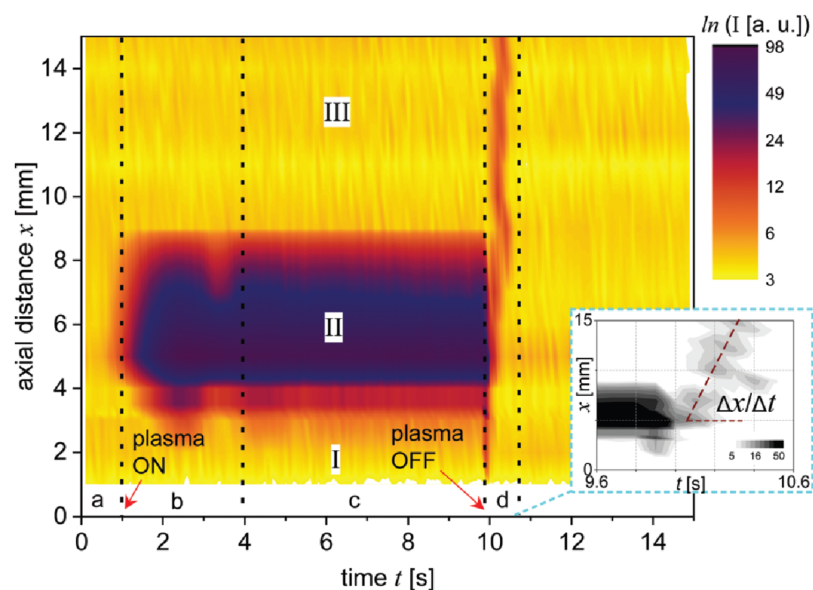 ln (I [a. u.])
98
49
24
12
6
3
axial distance x [mm]
14
12
10
8
6
4
2
0
III
II
I
plasma
ON
plasma
OFF
a
b
c
d
0
2
4
6
8
10
12
14
time t [s]
x [mm]
15
0
Δx/Δt
5 16 50
9.6
t [s]
10.6